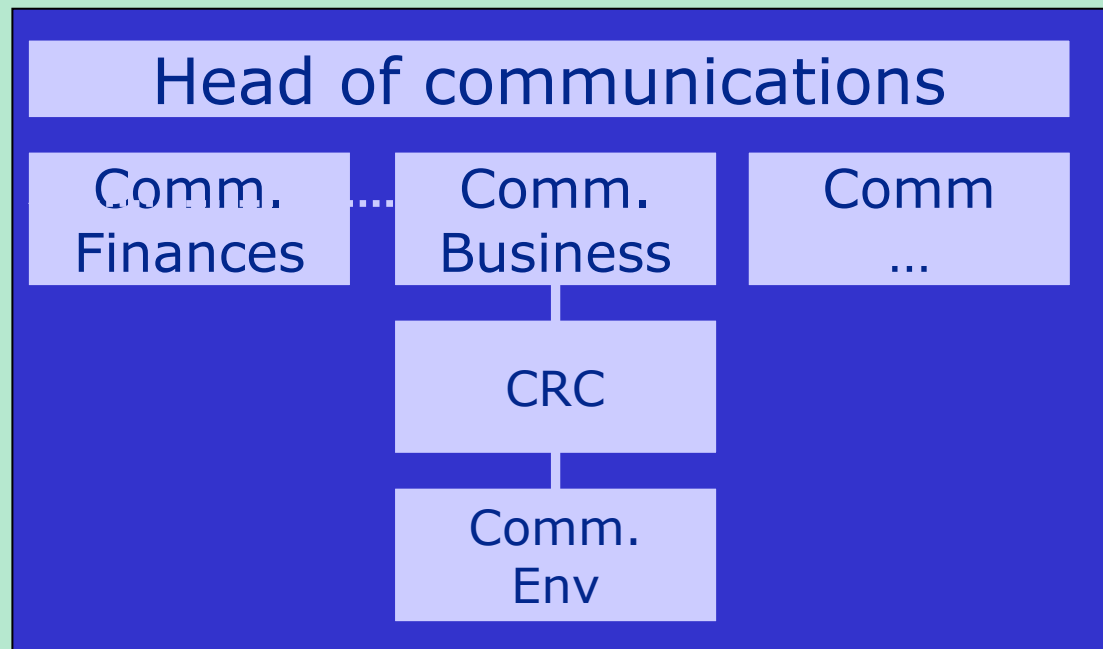 Head of communications
Comm.
Finances
Comm.
Business
Comm
...
CRC
Comm.
Env